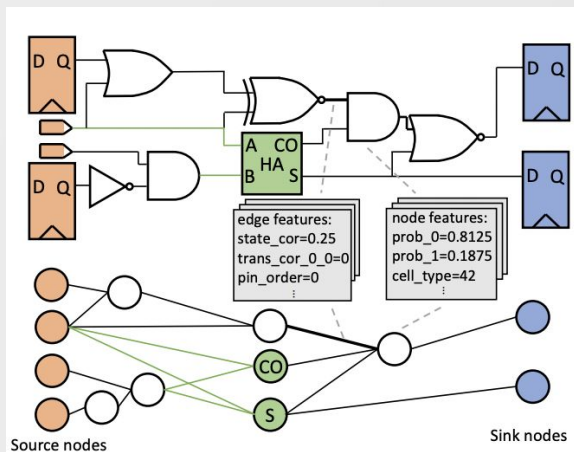 D Q
D Q
A CO
HA
B S
D Q
D Q
edge features:
state_cor=0.25
trans_cor_0_0=0
pin_order=0
⋮
node features:
prob_0=0.8125
prob_1=0.1875
cell_type=42
⋮
CO
S
Source nodes
Sink nodes